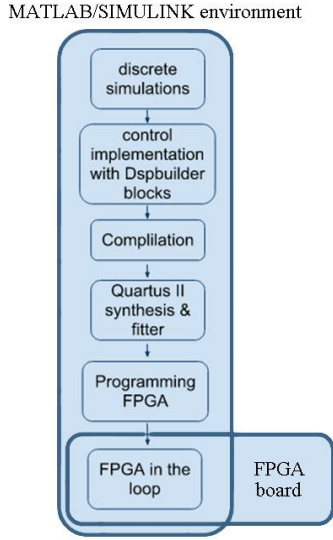 MATLAB/SIMULINK environment
discrete
simulations
control
implementation
with Dspbuilder
blocks
Complilation
Quartus II
synthesis &
fitter
Programming
FPGA
FPGA in the
loop
FPGA
board